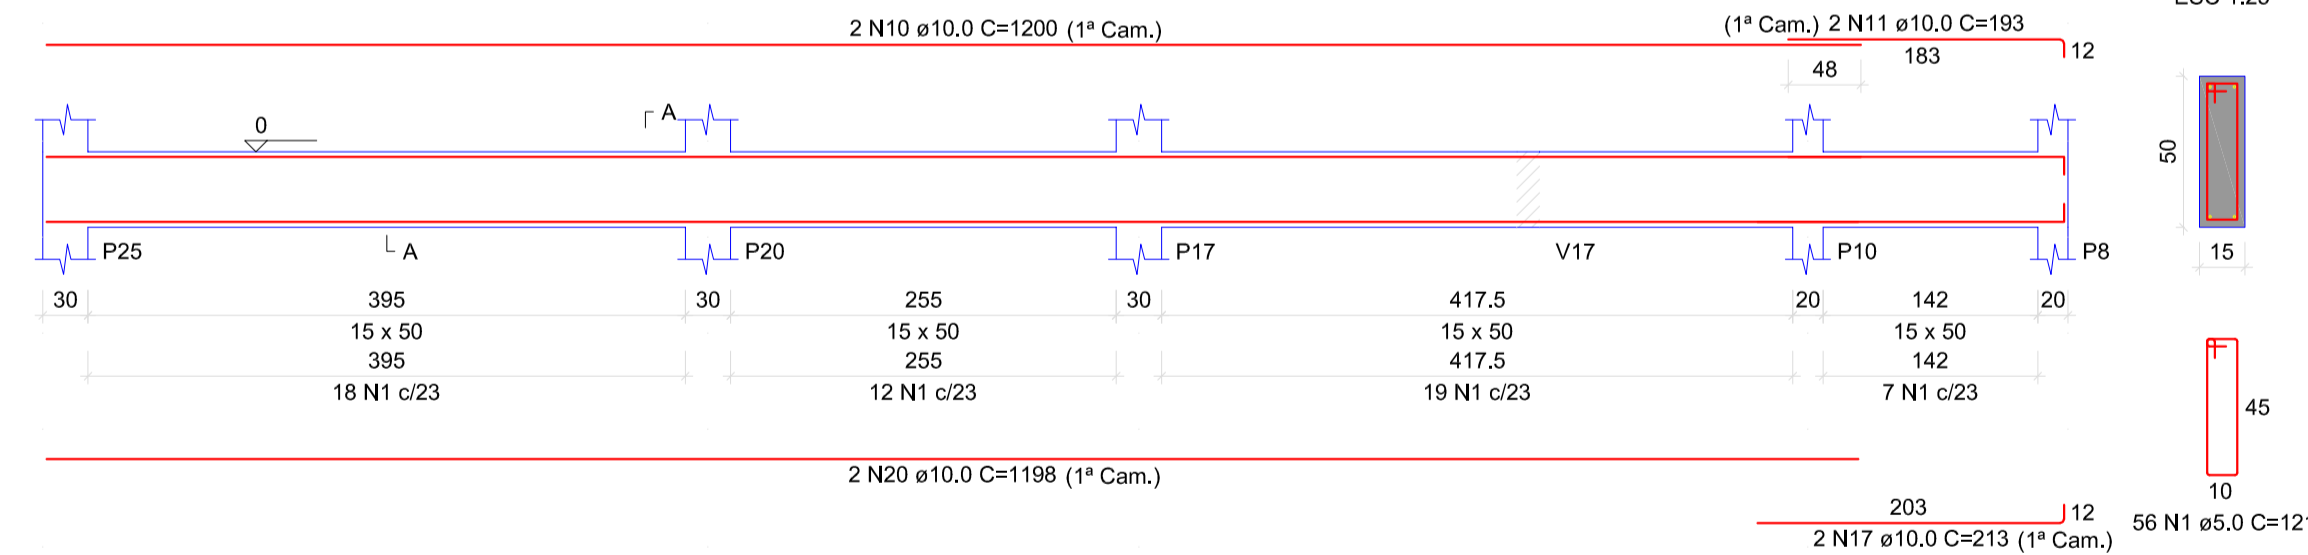 2 N10 ø10.0 C=1200 (1ª Cam.)
(1ª Cam.) 2 N11 ø10.0 C=193
183
12
48
A
0
50
P25
A
P20
P17
V17
P10
P8
15
30 395 30 255 30 417.5 20 142 20
15 x 50 15 x 50 15 x 50 15 x 50
395 255 417.5 142
18 N1 c/23 12 N1 c/23 19 N1 c/23 7 N1 c/23
45
10
2 N20 ø10.0 C=1198 (1ª Cam.)
203
12
2 N17 ø10.0 C=213 (1ª Cam.)
56 N1 ø5.0